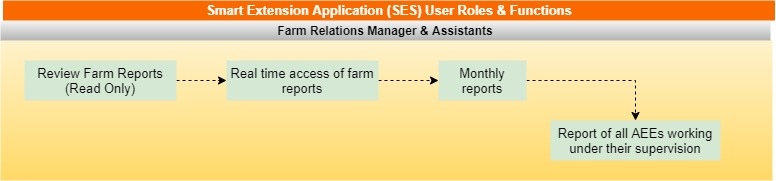 Smart Extension Application (SES) User Roles & Functions
Farm Relations Manager & Assistants
Review Farm Reports
(Read Only)
Real time access of farm
reports
Monthly
reports
Report of all AEEs working
under their supervision